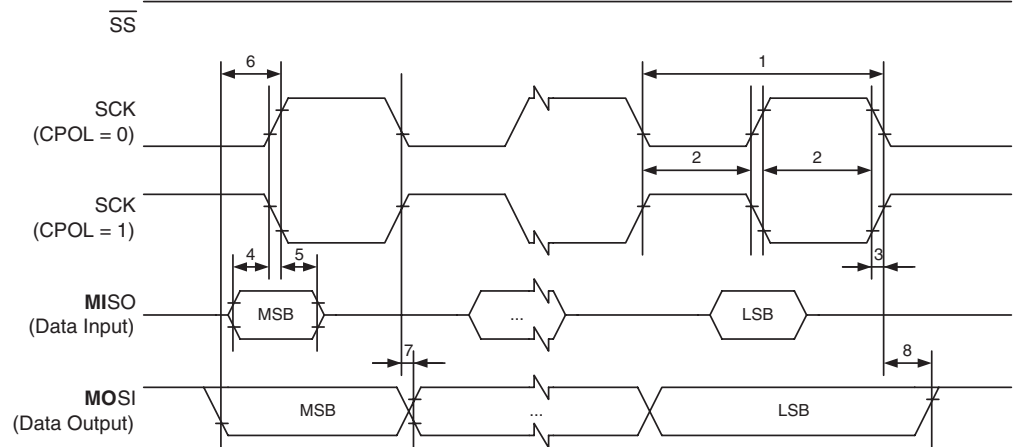 SS
6
1
SCK
(CPOL = 0)
2
2
SCK
(CPOL = 1)
4
5
3
MISO
(Data Input)
MSB
...
LSB
7
8
MOSI
(Data Output)
MSB
...
LSB